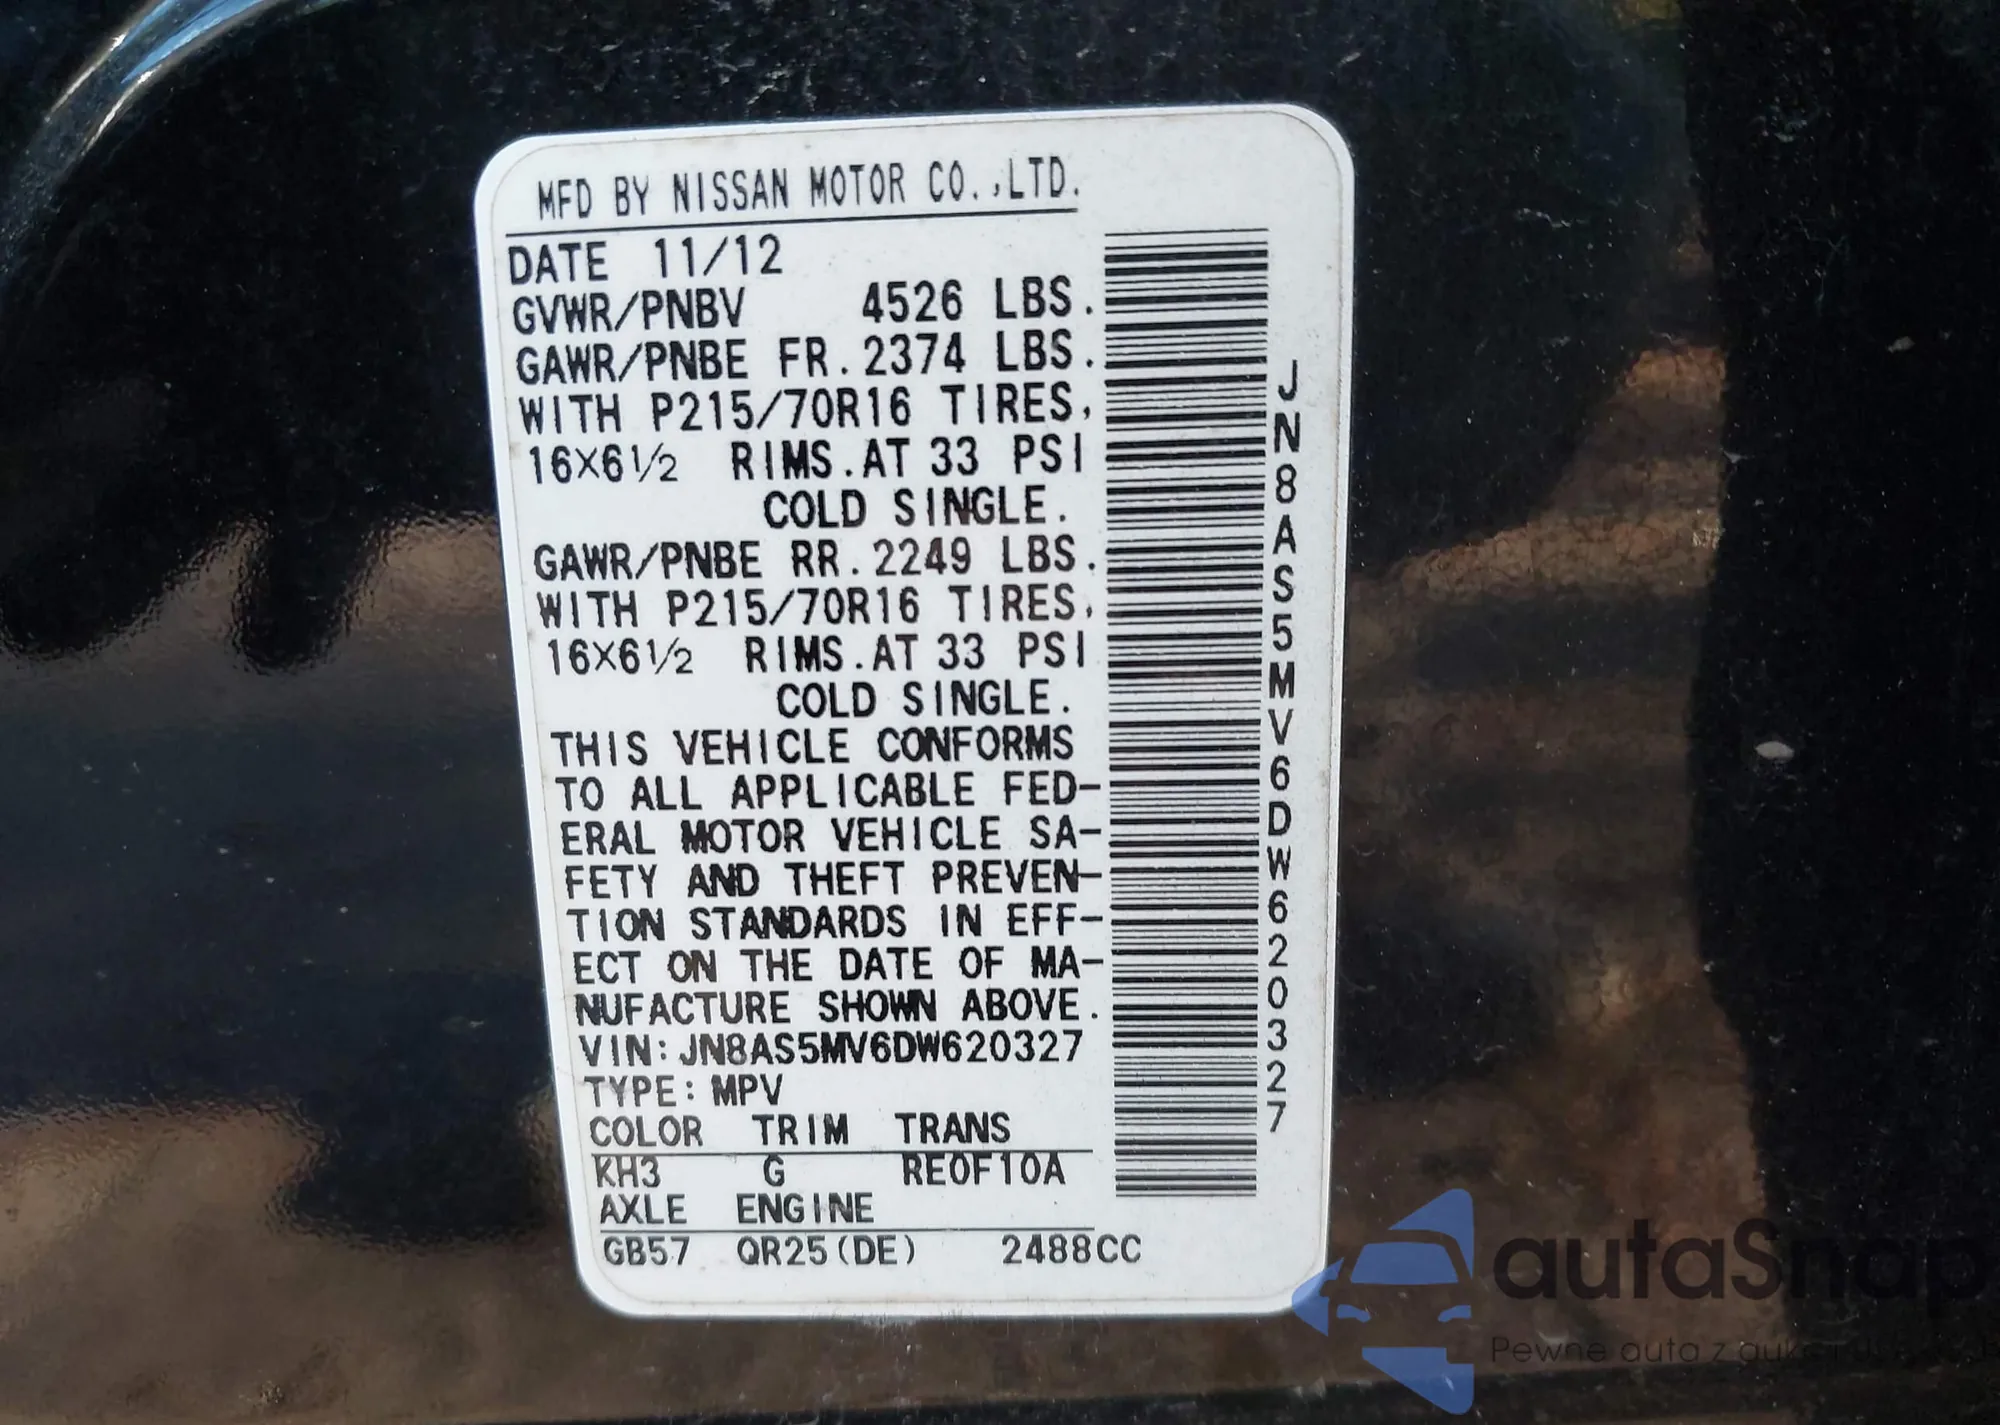 MFD BY NISSAN MOTOR CO.,LTD.
DATE 11/12
GVWR/PNBV 4526 LBS.
GAWR/PNBE FR.2374 LBS.
WITH P215/70R16 TIRES,
16X6½ RIMS.AT 33 PSI
COLD SINGLE.
GAWR/PNBE RR.2249 LBS.
WITH P215/70R16 TIRES,
16X6½ RIMS.AT 33 PSI
COLD SINGLE.
THIS VEHICLE CONFORMS
TO ALL APPLICABLE FED-
ERAL MOTOR VEHICLE SA-
FETY AND THEFT PREVEN-
TION STANDARDS IN EFF-
ECT ON THE DATE OF MA-
NUFACTURE SHOWN ABOVE.
VIN:JN8AS5MV6DW620327
TYPE:MPV
COLOR TRIM TRANS
KH3 G RE0F10A
AXLE ENGINE
GB57 QR25(DE) 2488CC
JN8AS5MV6DW620327
autaSnap
Pewne auta z